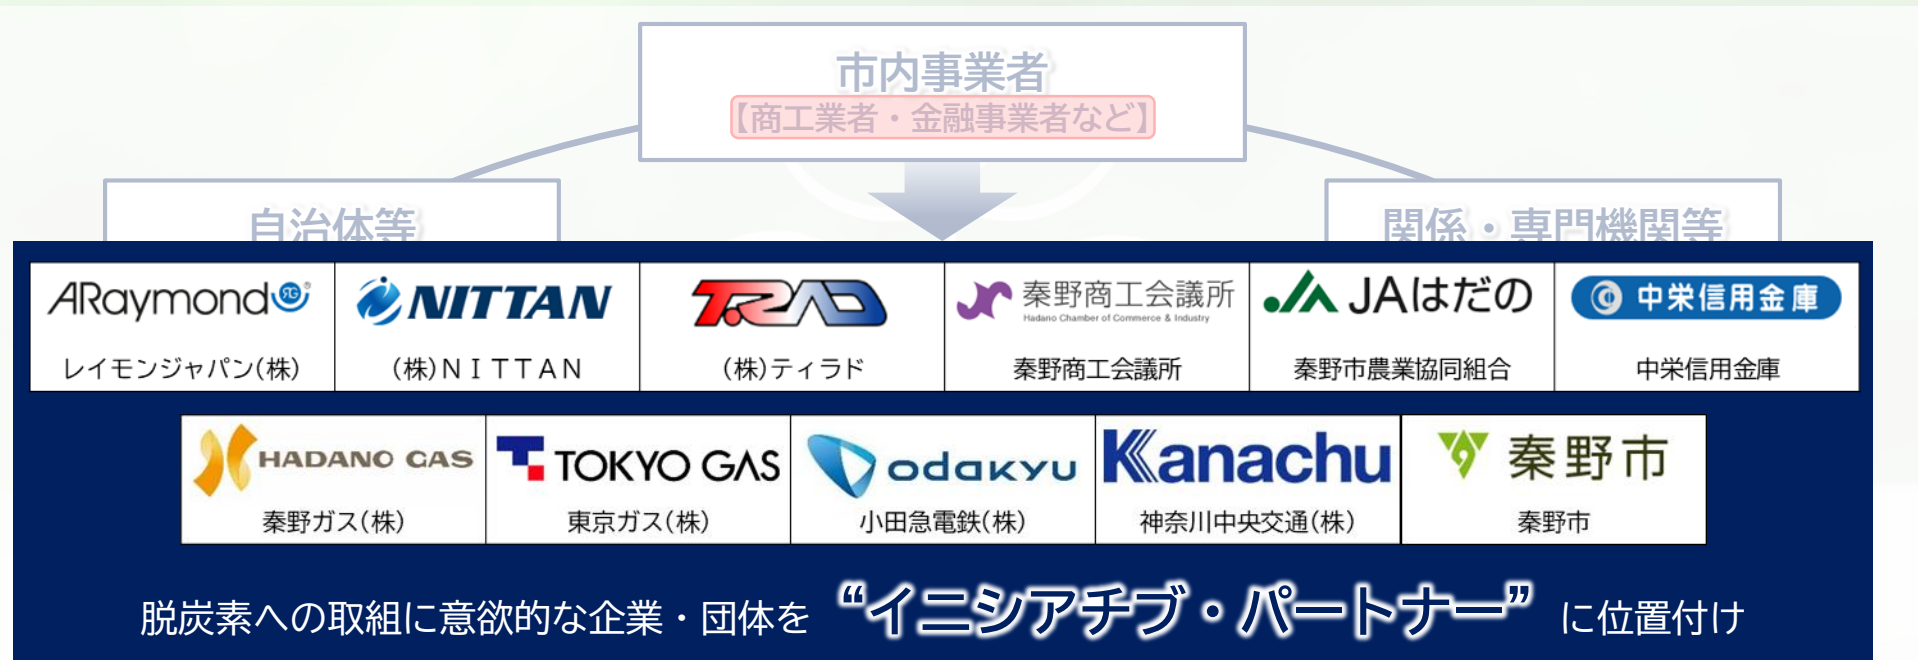 市内事業者
【商工業者・金融事業者など】
自治体等
関係・専門機関等
ARaymond
NITTAN
T.RAD
秦野商工会議所
Hadano Chamber of Commerce & Industry
JAはだの
中栄信用金庫
レイモンジャパン(株)
(株)ＮＩＴＴＡＮ
(株)ティラド
秦野商工会議所
秦野市農業協同組合
中栄信用金庫
HADANO GAS
TOKYO GAS
odakyu
Kanachu
秦野市
秦野ガス(株)
東京ガス(株)
小田急電鉄(株)
神奈川中央交通(株)
秦野市
脱炭素への取組に意欲的な企業・団体を “イニシアチブ・パートナー” に位置付け